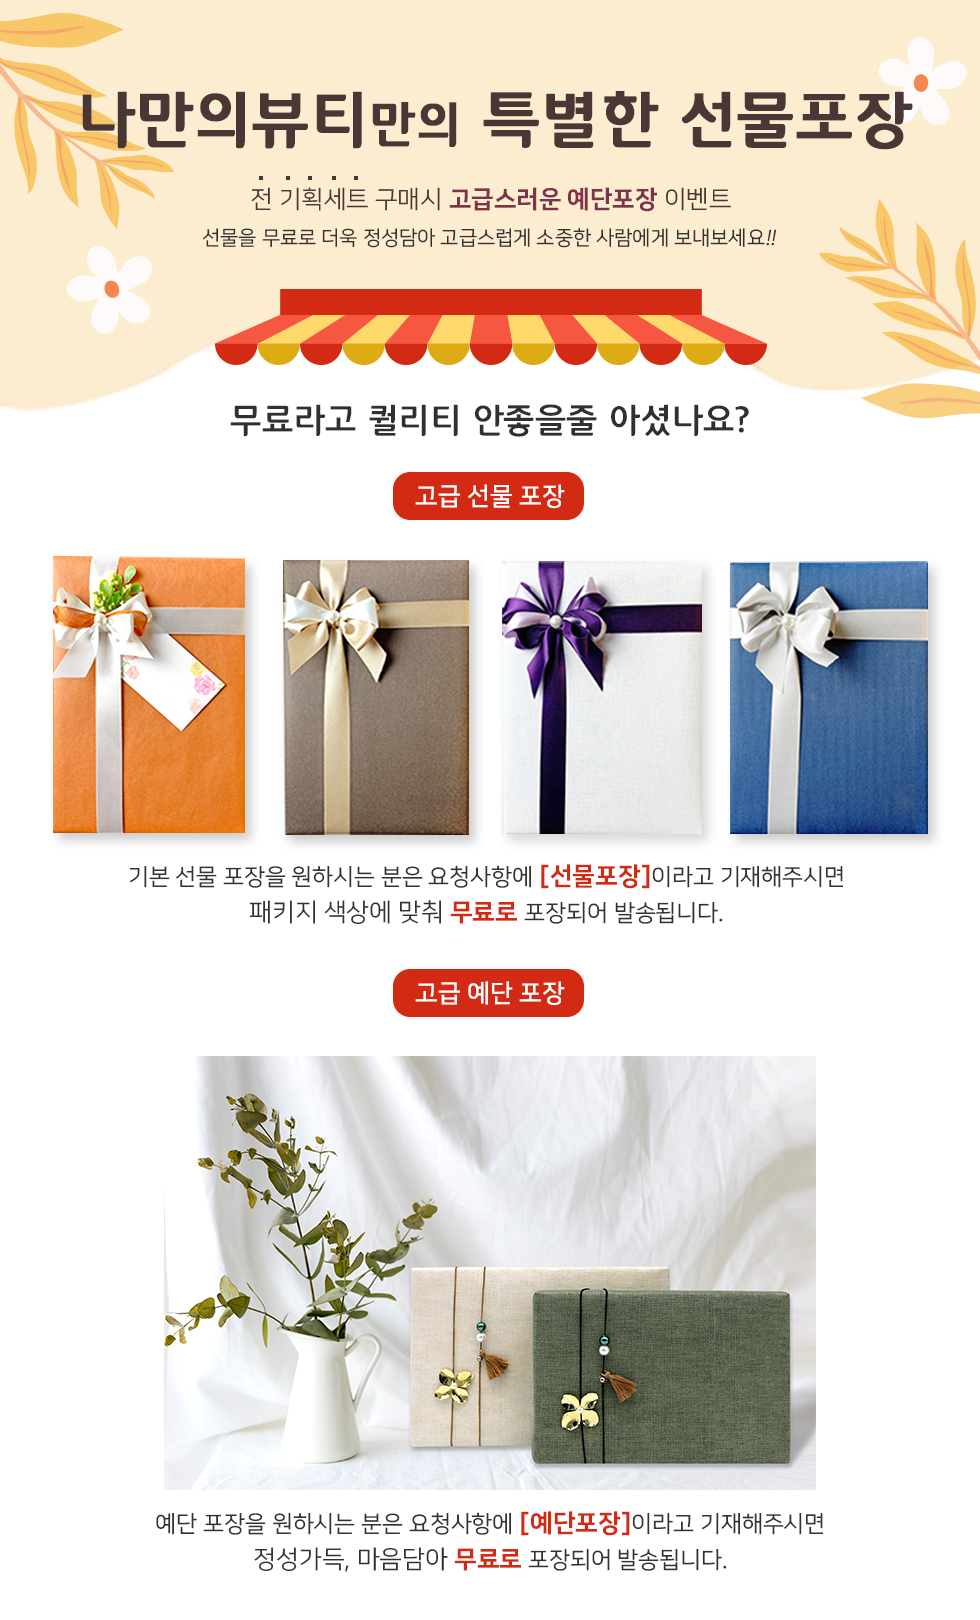 나만의뷰티만의 특별한 선물포장
전 기획세트 구매시 고급스러운 예단포장 이벤트
선물을 무료로 더욱 정성담아 고급스럽게 소중한 사람에게 보내보세요!!
무료라고 퀄리티 안좋을줄 아셨나요?
고급 선물 포장
기본 선물 포장을 원하시는 분은 요청사항에 [선물포장]이라고 기재해주시면
패키지 색상에 맞춰 무료로 포장되어 발송됩니다.
고급 예단 포장
예단 포장을 원하시는 분은 요청사항에 [예단포장]이라고 기재해주시면
정성가득, 마음담아 무료로 포장되어 발송됩니다.